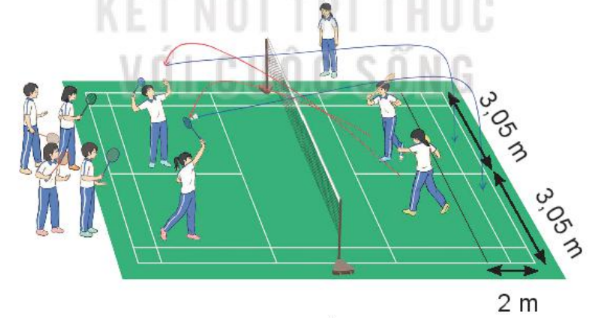 KẾT NỐI TRI THỨC
VỚI CUỘC SỐNG
3,05 m
3,05 m
2 m